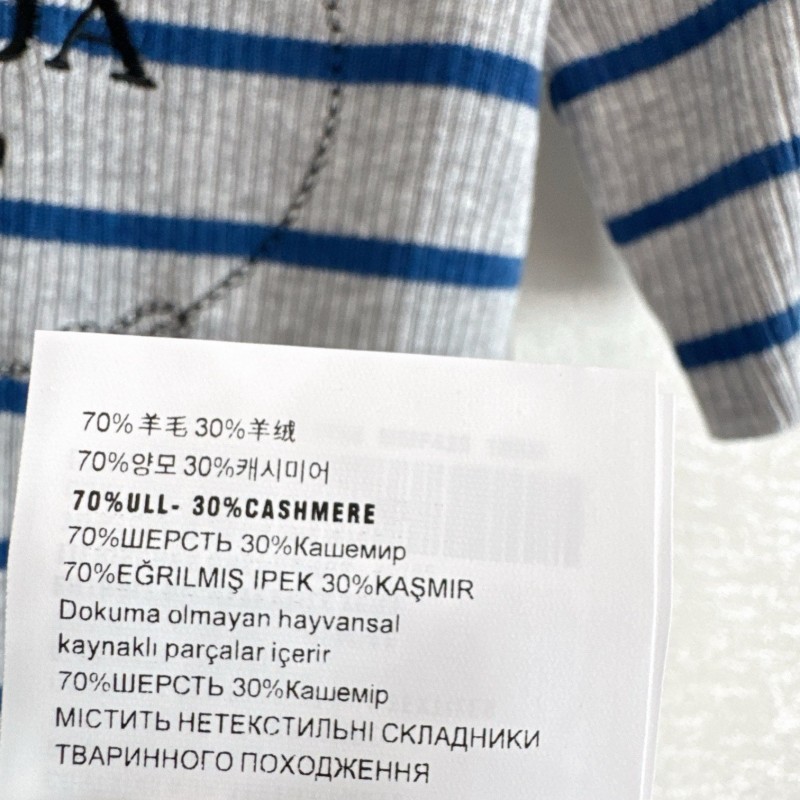 70%羊毛 30%羊绒
70%양모 30%캐시미어
70%ULL- 30%CASHMERE
70%ШЕРСТЬ 30%Кашемир
70%EĞRILMIŞ IPEK 30%KAŞMIR
Dokuma olmayan hayvansal
kaynaklı parçalar içerir
70%ШЕРСТЬ 30%Кашемір
МІСТИТЬ НЕТЕКСТИЛЬНІ СКЛАДНИКИ
ТВАРИННОГО ПОХОДЖЕННЯ